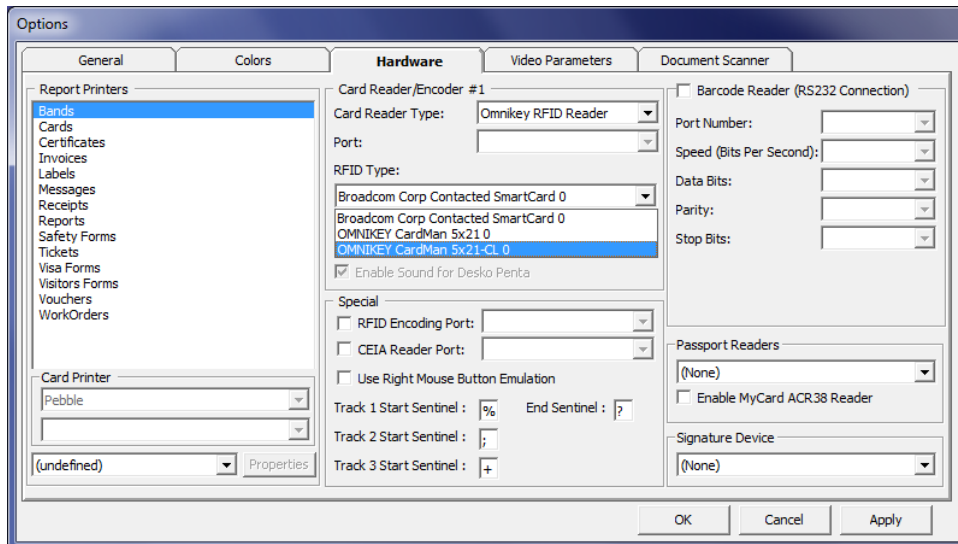 Options
General
Colors
Hardware
Video Parameters
Document Scanner
Report Printers
Bands
Cards
Certificates
Invoices
Labels
Messages
Receipts
Reports
Safety Forms
Tickets
Visa Forms
Visitors Forms
Vouchers
WorkOrders
Card Printer
Pebble
(undefined)
Properties
Card Reader/Encoder #1
Card Reader Type: Omnikey RFID Reader
Port:
RFID Type:
Broadcom Corp Contacted SmartCard 0
Broadcom Corp Contacted SmartCard 0
OMNIKEY CardMan 5x21 0
OMNIKEY CardMan 5x21-CL 0
Enable Sound for Desko Penta
Special
RFID Encoding Port:
CEIA Reader Port:
Use Right Mouse Button Emulation
Track 1 Start Sentinel : % End Sentinel : ?
Track 2 Start Sentinel : ;
Track 3 Start Sentinel : +
Barcode Reader (RS232 Connection)
Port Number:
Speed (Bits Per Second):
Data Bits:
Parity:
Stop Bits:
Passport Readers
(None)
Enable MyCard ACR38 Reader
Signature Device
(None)
OK
Cancel
Apply